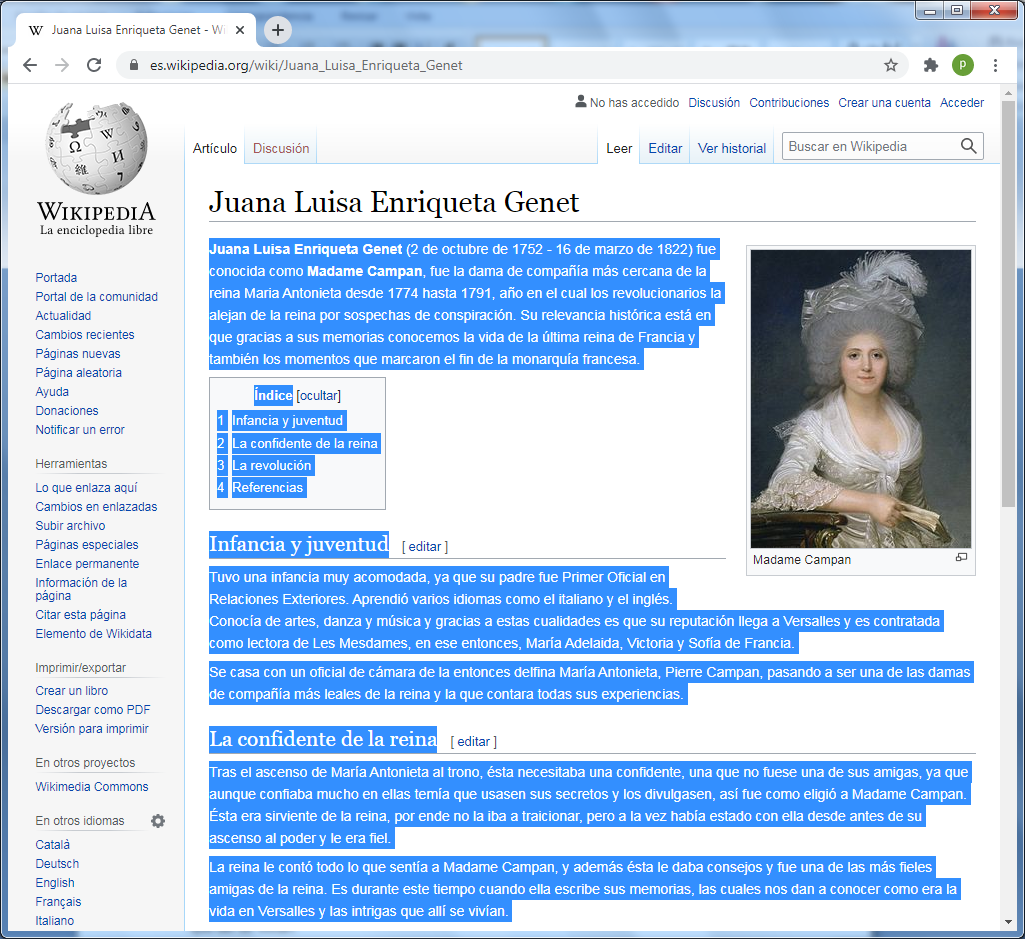 Juana Luisa Enriqueta Genet - Wi
es.wikipedia.org/wiki/Juana_Luisa_Enriqueta_Genet
P
No has accedido Discusión Contribuciones Crear una cuenta Acceder
Artículo Discusión Leer Editar Ver historial Buscar en Wikipedia
WIKIPEDIA
La enciclopedia libre
Portada
Portal de la comunidad
Actualidad
Cambios recientes
Páginas nuevas
Página aleatoria
Ayuda
Donaciones
Notificar un error
Herramientas
Lo que enlaza aquí
Cambios en enlazadas
Subir archivo
Páginas especiales
Enlace permanente
Información de la
página
Citar esta página
Elemento de Wikidata
Imprimir/exportar
Crear un libro
Descargar como PDF
Versión para imprimir
En otros proyectos
Wikimedia Commons
En otros idiomas
Català
Deutsch
English
Français
Italiano
Juana Luisa Enriqueta Genet
Juana Luisa Enriqueta Genet (2 de octubre de 1752 - 16 de marzo de 1822) fue
conocida como Madame Campan, fue la dama de compañía más cercana de la
reina Maria Antonieta desde 1774 hasta 1791, año en el cual los revolucionarios la
alejan de la reina por sospechas de conspiración. Su relevancia histórica está en
que gracias a sus memorias conocemos la vida de la última reina de Francia y
también los momentos que marcaron el fin de la monarquía francesa.
Índice [ocultar]
1 Infancia y juventud
2 La confidente de la reina
3 La revolución
4 Referencias
Madame Campan
Infancia y juventud [ editar ]
Tuvo una infancia muy acomodada, ya que su padre fue Primer Oficial en
Relaciones Exteriores. Aprendió varios idiomas como el italiano y el inglés.
Conocía de artes, danza y música y gracias a estas cualidades es que su reputación llega a Versalles y es contratada
como lectora de Les Mesdames, en ese entonces, María Adelaida, Victoria y Sofía de Francia.
Se casa con un oficial de cámara de la entonces delfina María Antonieta, Pierre Campan, pasando a ser una de las damas
de compañía más leales de la reina y la que contara todas sus experiencias.
La confidente de la reina [ editar ]
Tras el ascenso de María Antonieta al trono, ésta necesitaba una confidente, una que no fuese una de sus amigas, ya que
aunque confiaba mucho en ellas temía que usasen sus secretos y los divulgasen, así fue como eligió a Madame Campan.
Ésta era sirviente de la reina, por ende no la iba a traicionar, pero a la vez había estado con ella desde antes de su
ascenso al poder y le era fiel.
La reina le contó todo lo que sentía a Madame Campan, y además ésta le daba consejos y fue una de las más fieles
amigas de la reina. Es durante este tiempo cuando ella escribe sus memorias, las cuales nos dan a conocer como era la
vida en Versalles y las intrigas que allí se vivían.